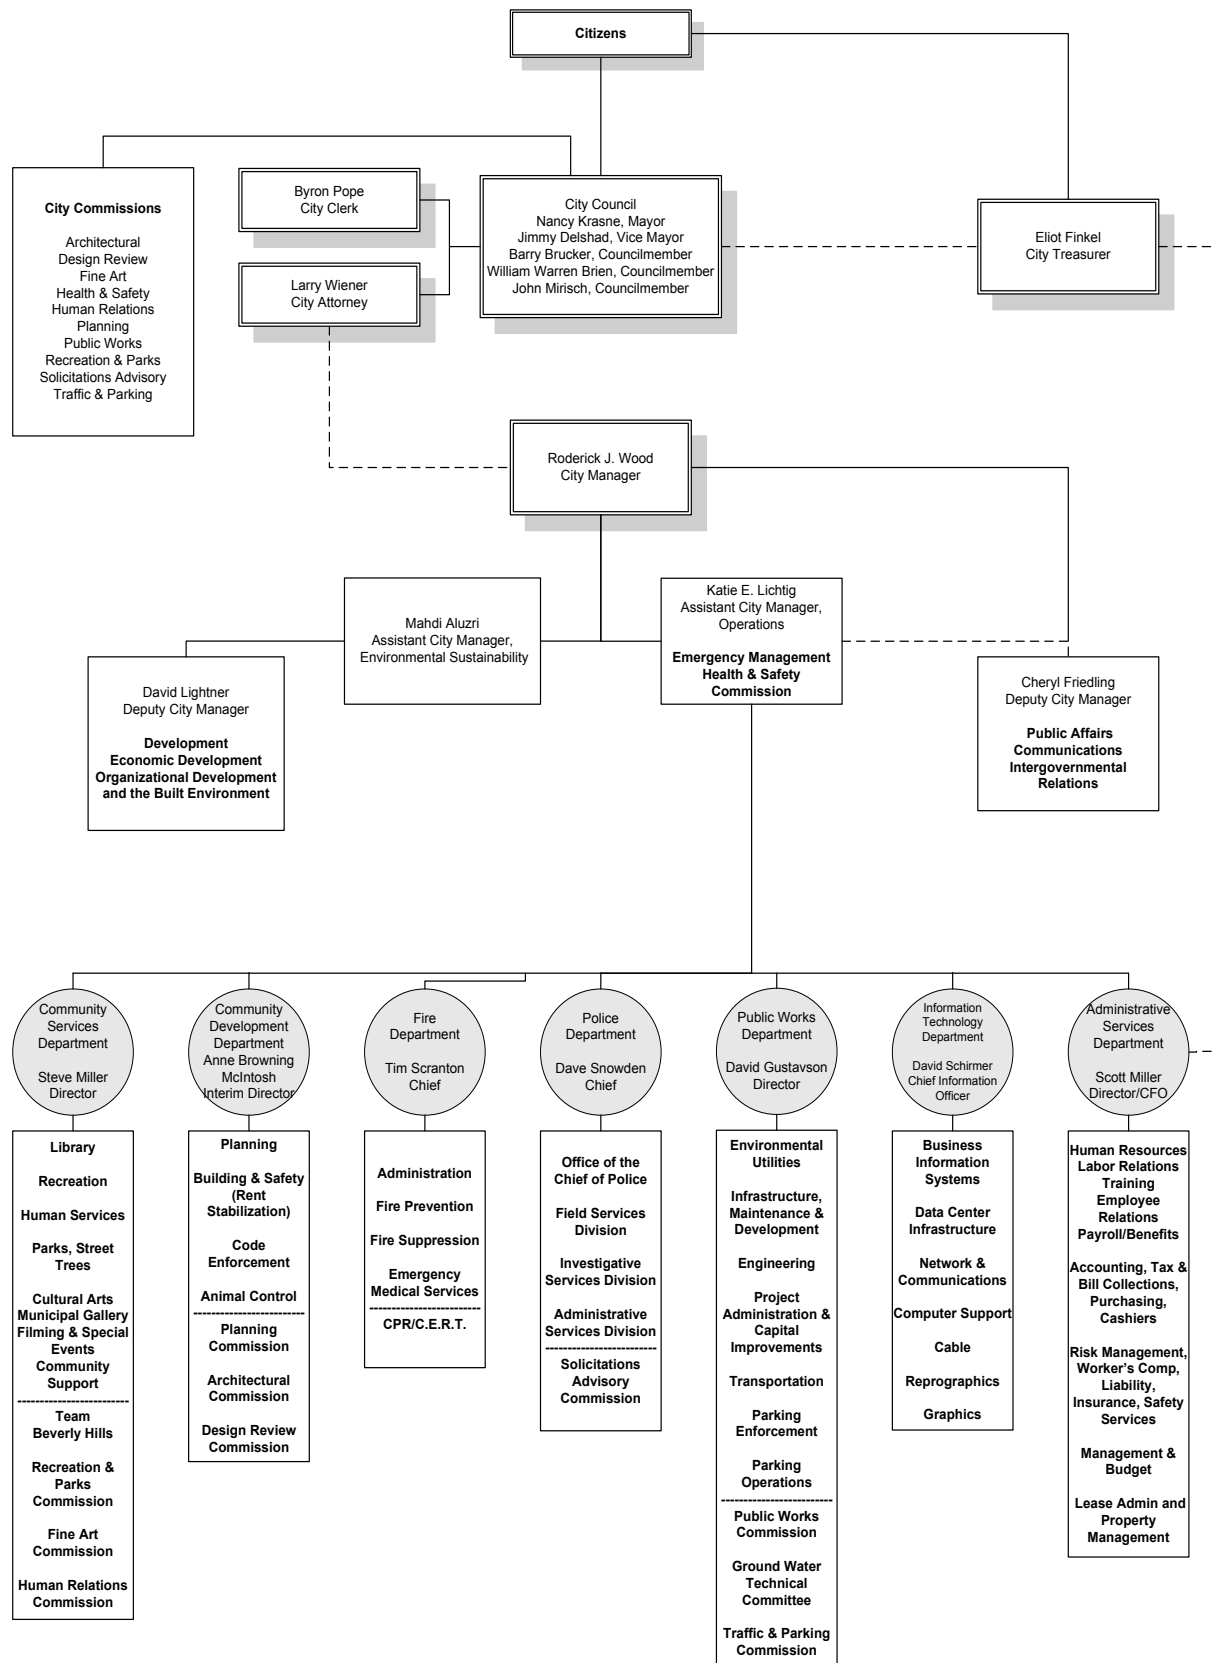 Citizens
City Commissions
Architectural
Design Review
Fine Art
Health & Safety
Human Relations
Planning
Public Works
Recreation & Parks
Solicitations Advisory
Traffic & Parking
Byron Pope
City Clerk
Larry Wiener
City Attorney
City Council
Nancy Krasne, Mayor
Jimmy Delshad, Vice Mayor
Barry Brucker, Councilmember
William Warren Brien, Councilmember
John Mirisch, Councilmember
Eliot Finkel
City Treasurer
Roderick J. Wood
City Manager
Mahdi Aluzri
Assistant City Manager,
Environmental Sustainability
Katie E. Lichtig
Assistant City Manager,
Operations
Emergency Management
Health & Safety
Commission
David Lightner
Deputy City Manager
Development
Economic Development
Organizational Development
and the Built Environment
Cheryl Friedling
Deputy City Manager
Public Affairs
Communications
Intergovernmental
Relations
Community
Services
Department
Steve Miller
Director
Library
Recreation
Human Services
Parks, Street
Trees
Cultural Arts
Municipal Gallery
Filming & Special
Events
Community
Support
--------------------------
Team
Beverly Hills
Recreation &
Parks
Commission
Fine Art
Commission
Human Relations
Commission
Community
Development
Department
Anne Browning
McIntosh
Interim Director
Planning
Building & Safety
(Rent
Stabilization)
Code
Enforcement
Animal Control
--------------------------
Planning
Commission
Architectural
Commission
Design Review
Commission
Fire
Department
Tim Scranton
Chief
Administration
Fire Prevention
Fire Suppression
Emergency
Medical Services
--------------------------
CPR/C.E.R.T.
Police
Department
Dave Snowden
Chief
Office of the
Chief of Police
Field Services
Division
Investigative
Services Division
Administrative
Services Division
--------------------------
Solicitations
Advisory
Commission
Public Works
Department
David Gustavson
Director
Environmental
Utilities
Infrastructure,
Maintenance &
Development
Engineering
Project
Administration &
Capital
Improvements
Transportation
Parking
Enforcement
Parking
Operations
--------------------------
Public Works
Commission
Ground Water
Technical
Committee
Traffic & Parking
Commission
Information
Technology
Department
David Schirmer
Chief Information
Officer
Business
Information
Systems
Data Center
Infrastructure
Network &
Communications
Computer Support
Cable
Reprographics
Graphics
Administrative
Services
Department
Scott Miller
Director/CFO
Human Resources
Labor Relations
Training
Employee
Relations
Payroll/Benefits
Accounting, Tax &
Bill Collections,
Purchasing,
Cashiers
Risk Management,
Worker's Comp,
Liability,
Insurance, Safety
Services
Management &
Budget
Lease Admin and
Property
Management